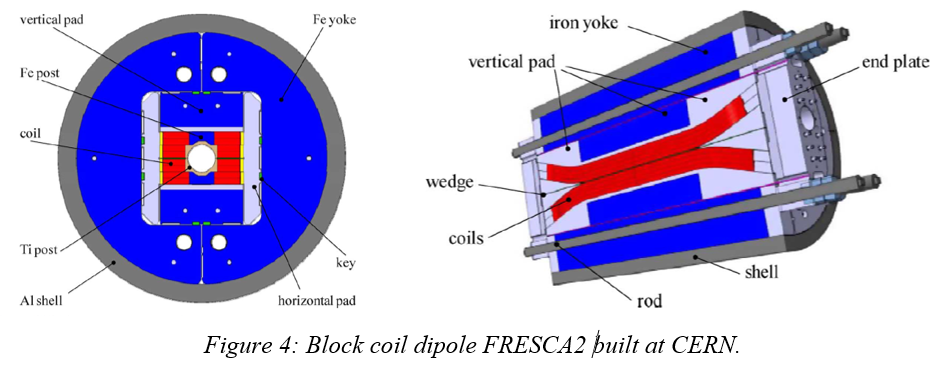 vertical pad
Fe yoke
Fe post
coil
Ti post
Al shell
key
horizontal pad
iron yoke
vertical pad
end plate
wedge
coils
shell
rod
Figure 4: Block coil dipole FRESCA2 built at CERN.